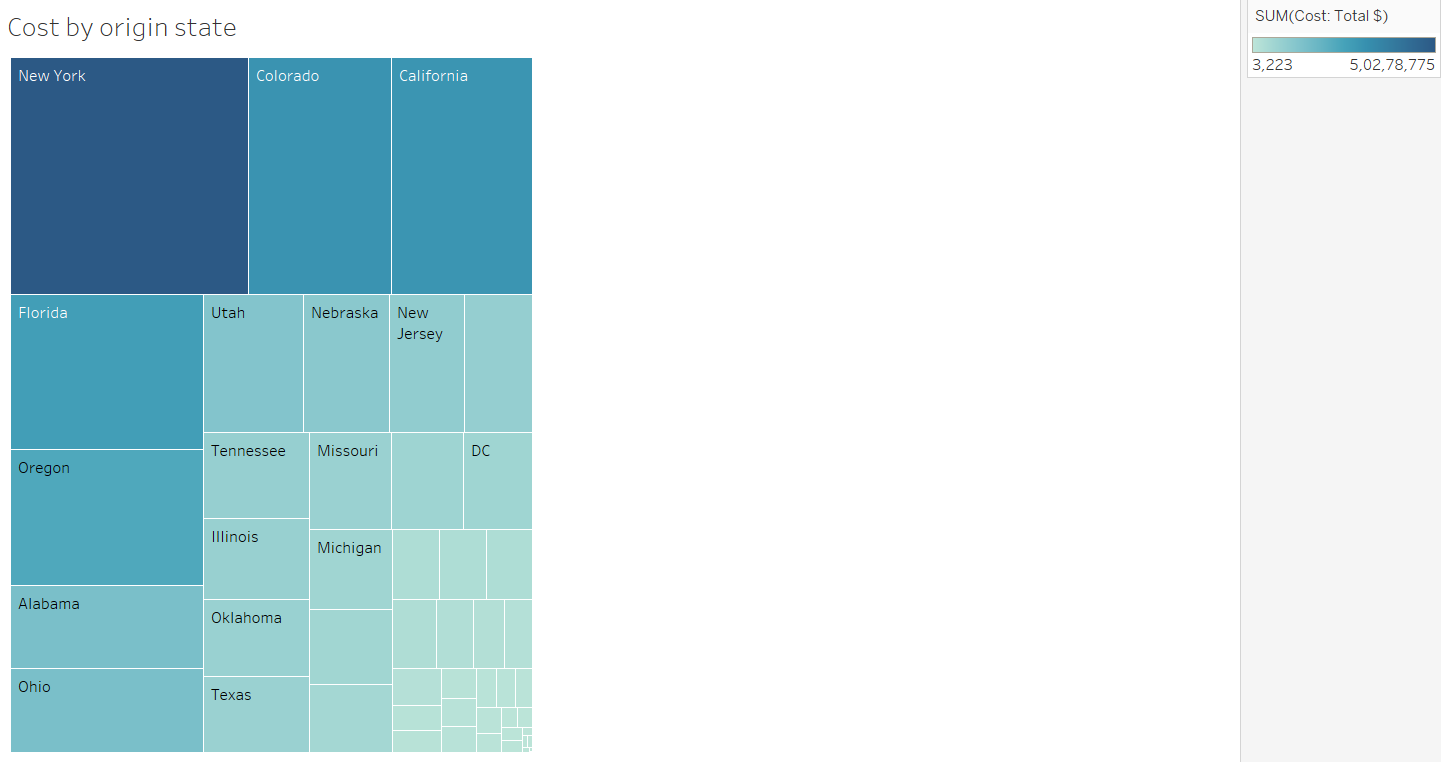 Cost by origin state
SUM(Cost: Total $)
3,223 5,02,78,775
New York
Colorado
California
Florida
Utah
Nebraska
New
Jersey
Oregon
Tennessee
Missouri
DC
Illinois
Michigan
Alabama
Oklahoma
Ohio
Texas